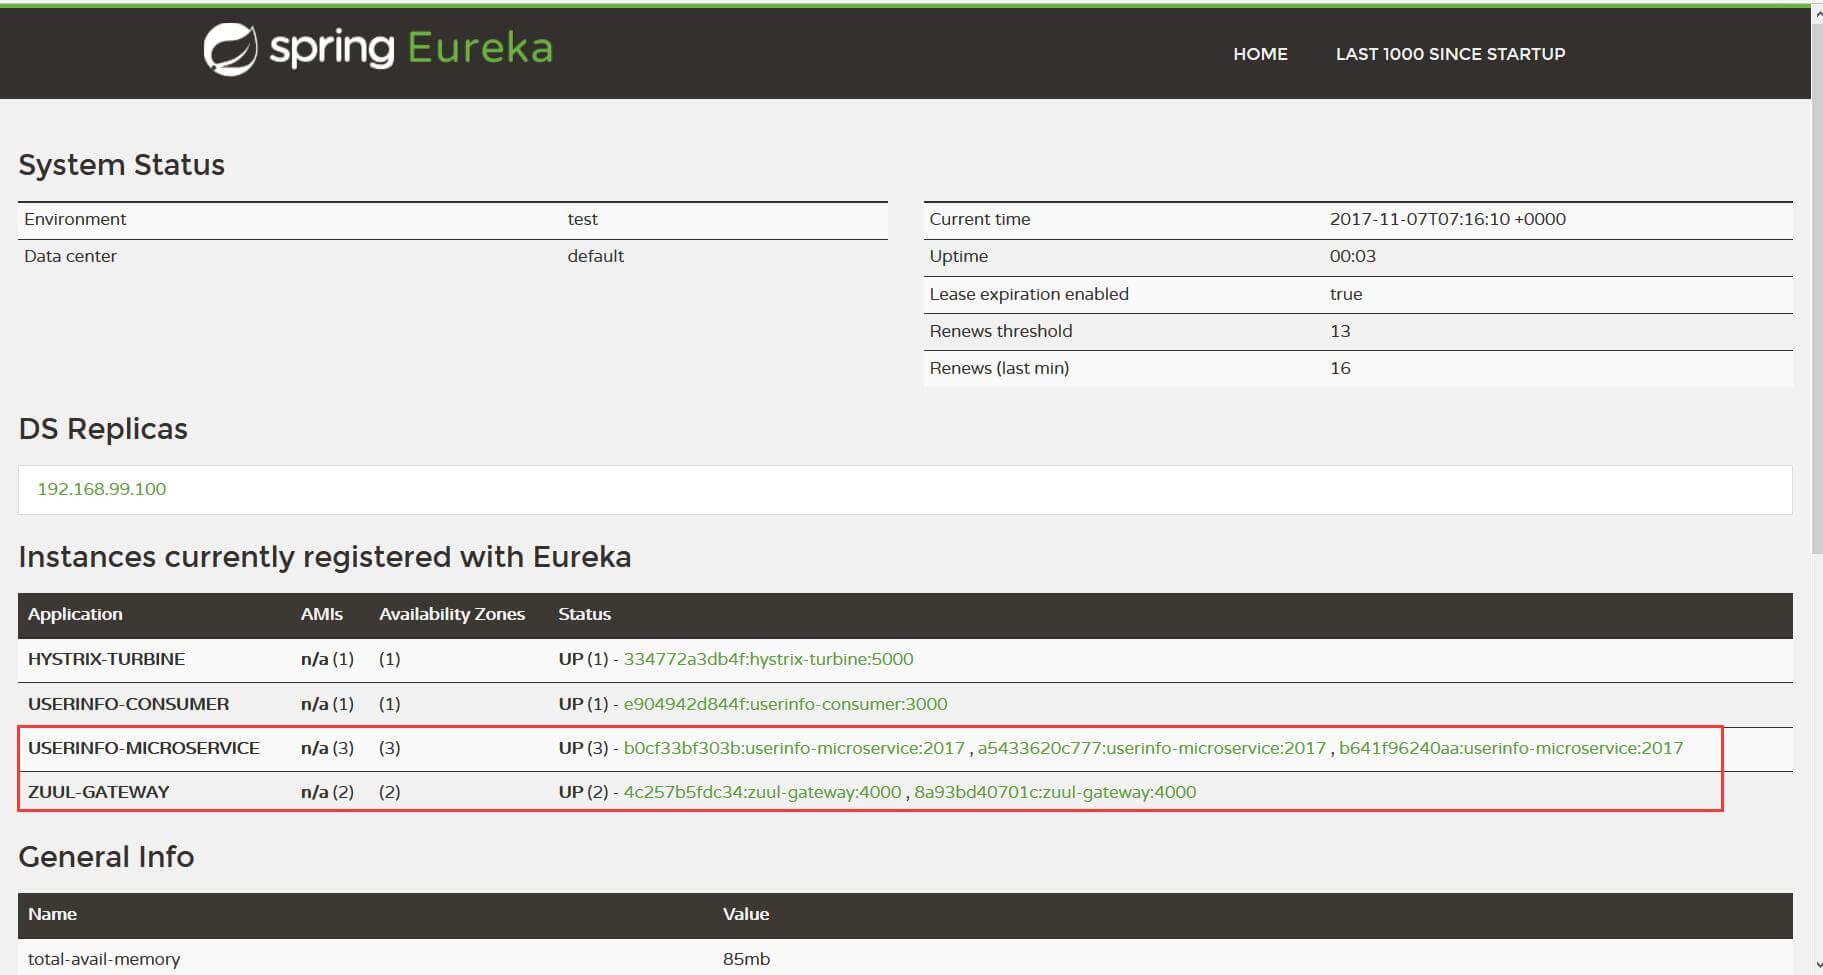 spring Eureka HOME LAST 1000 SINCE STARTUP
System Status
Environment test
Data center default
Current time 2017-11-07T07:16:10 +0000
Uptime 00:03
Lease expiration enabled true
Renews threshold 13
Renews (last min) 16
DS Replicas
192.168.99.100
Instances currently registered with Eureka
Application AMIs Availability Zones Status
HYSTRIX-TURBINE n/a (1) (1) UP (1) - 334772a3db4f:hystrix-turbine:5000
USERINFO-CONSUMER n/a (1) (1) UP (1) - e904942d844f:userinfo-consumer:3000
USERINFO-MICROSERVICE n/a (3) (3) UP (3) - b0cf33bf303b:userinfo-microservice:2017 , a5433620c777:userinfo-microservice:2017 , b641f96240aa:userinfo-microservice:2017
ZUUL-GATEWAY n/a (2) (2) UP (2) - 4c257b5fdc34:zuul-gateway:4000 , 8a93bd40701c:zuul-gateway:4000
General Info
Name Value
total-avail-memory 85mb